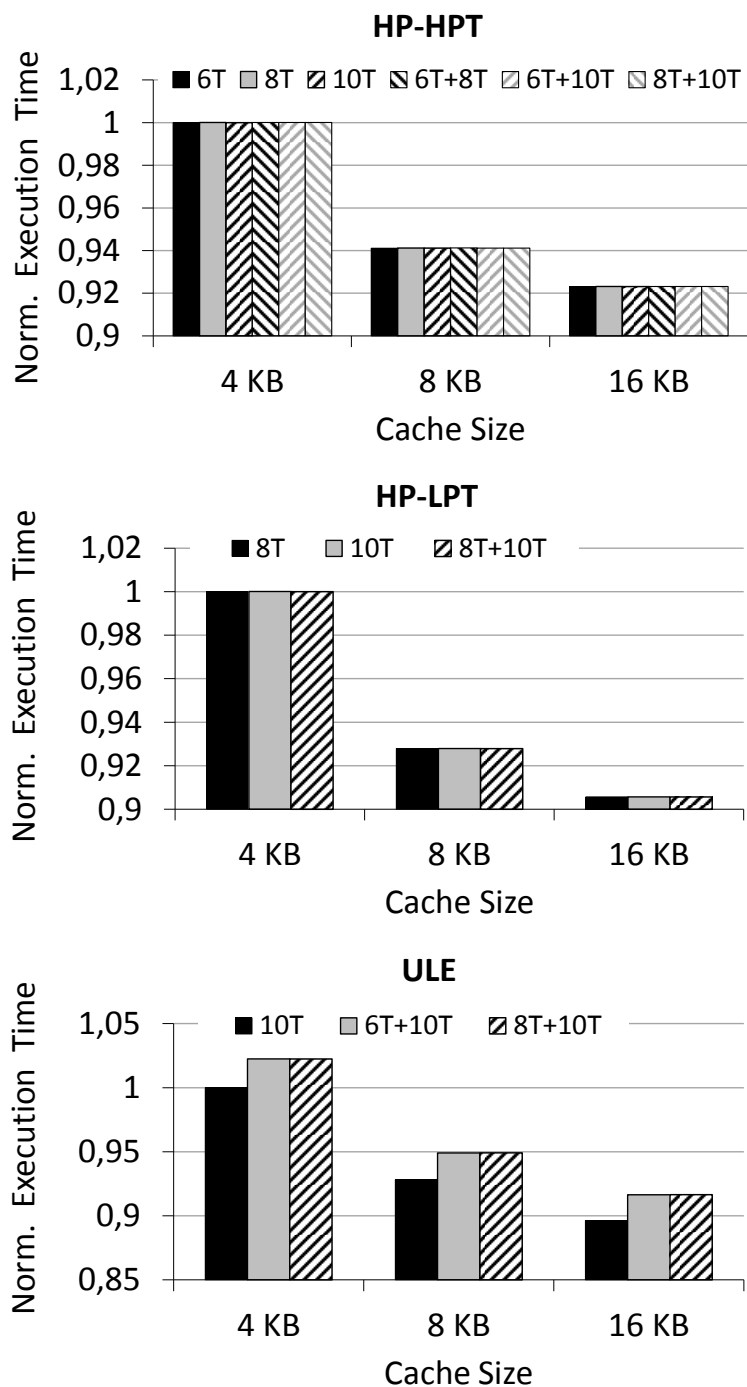 HP-HPT
6T 8T 10T 6T+8T 6T+10T 8T+10T
Norm. Execution Time
1,02
1
0,98
0,96
0,94
0,92
0,9
4 KB 8 KB 16 KB
Cache Size
HP-LPT
8T 10T 8T+10T
Norm. Execution Time
1,02
1
0,98
0,96
0,94
0,92
0,9
4 KB 8 KB 16 KB
Cache Size
ULE
10T 6T+10T 8T+10T
Norm. Execution Time
1,05
1
0,95
0,9
0,85
4 KB 8 KB 16 KB
Cache Size